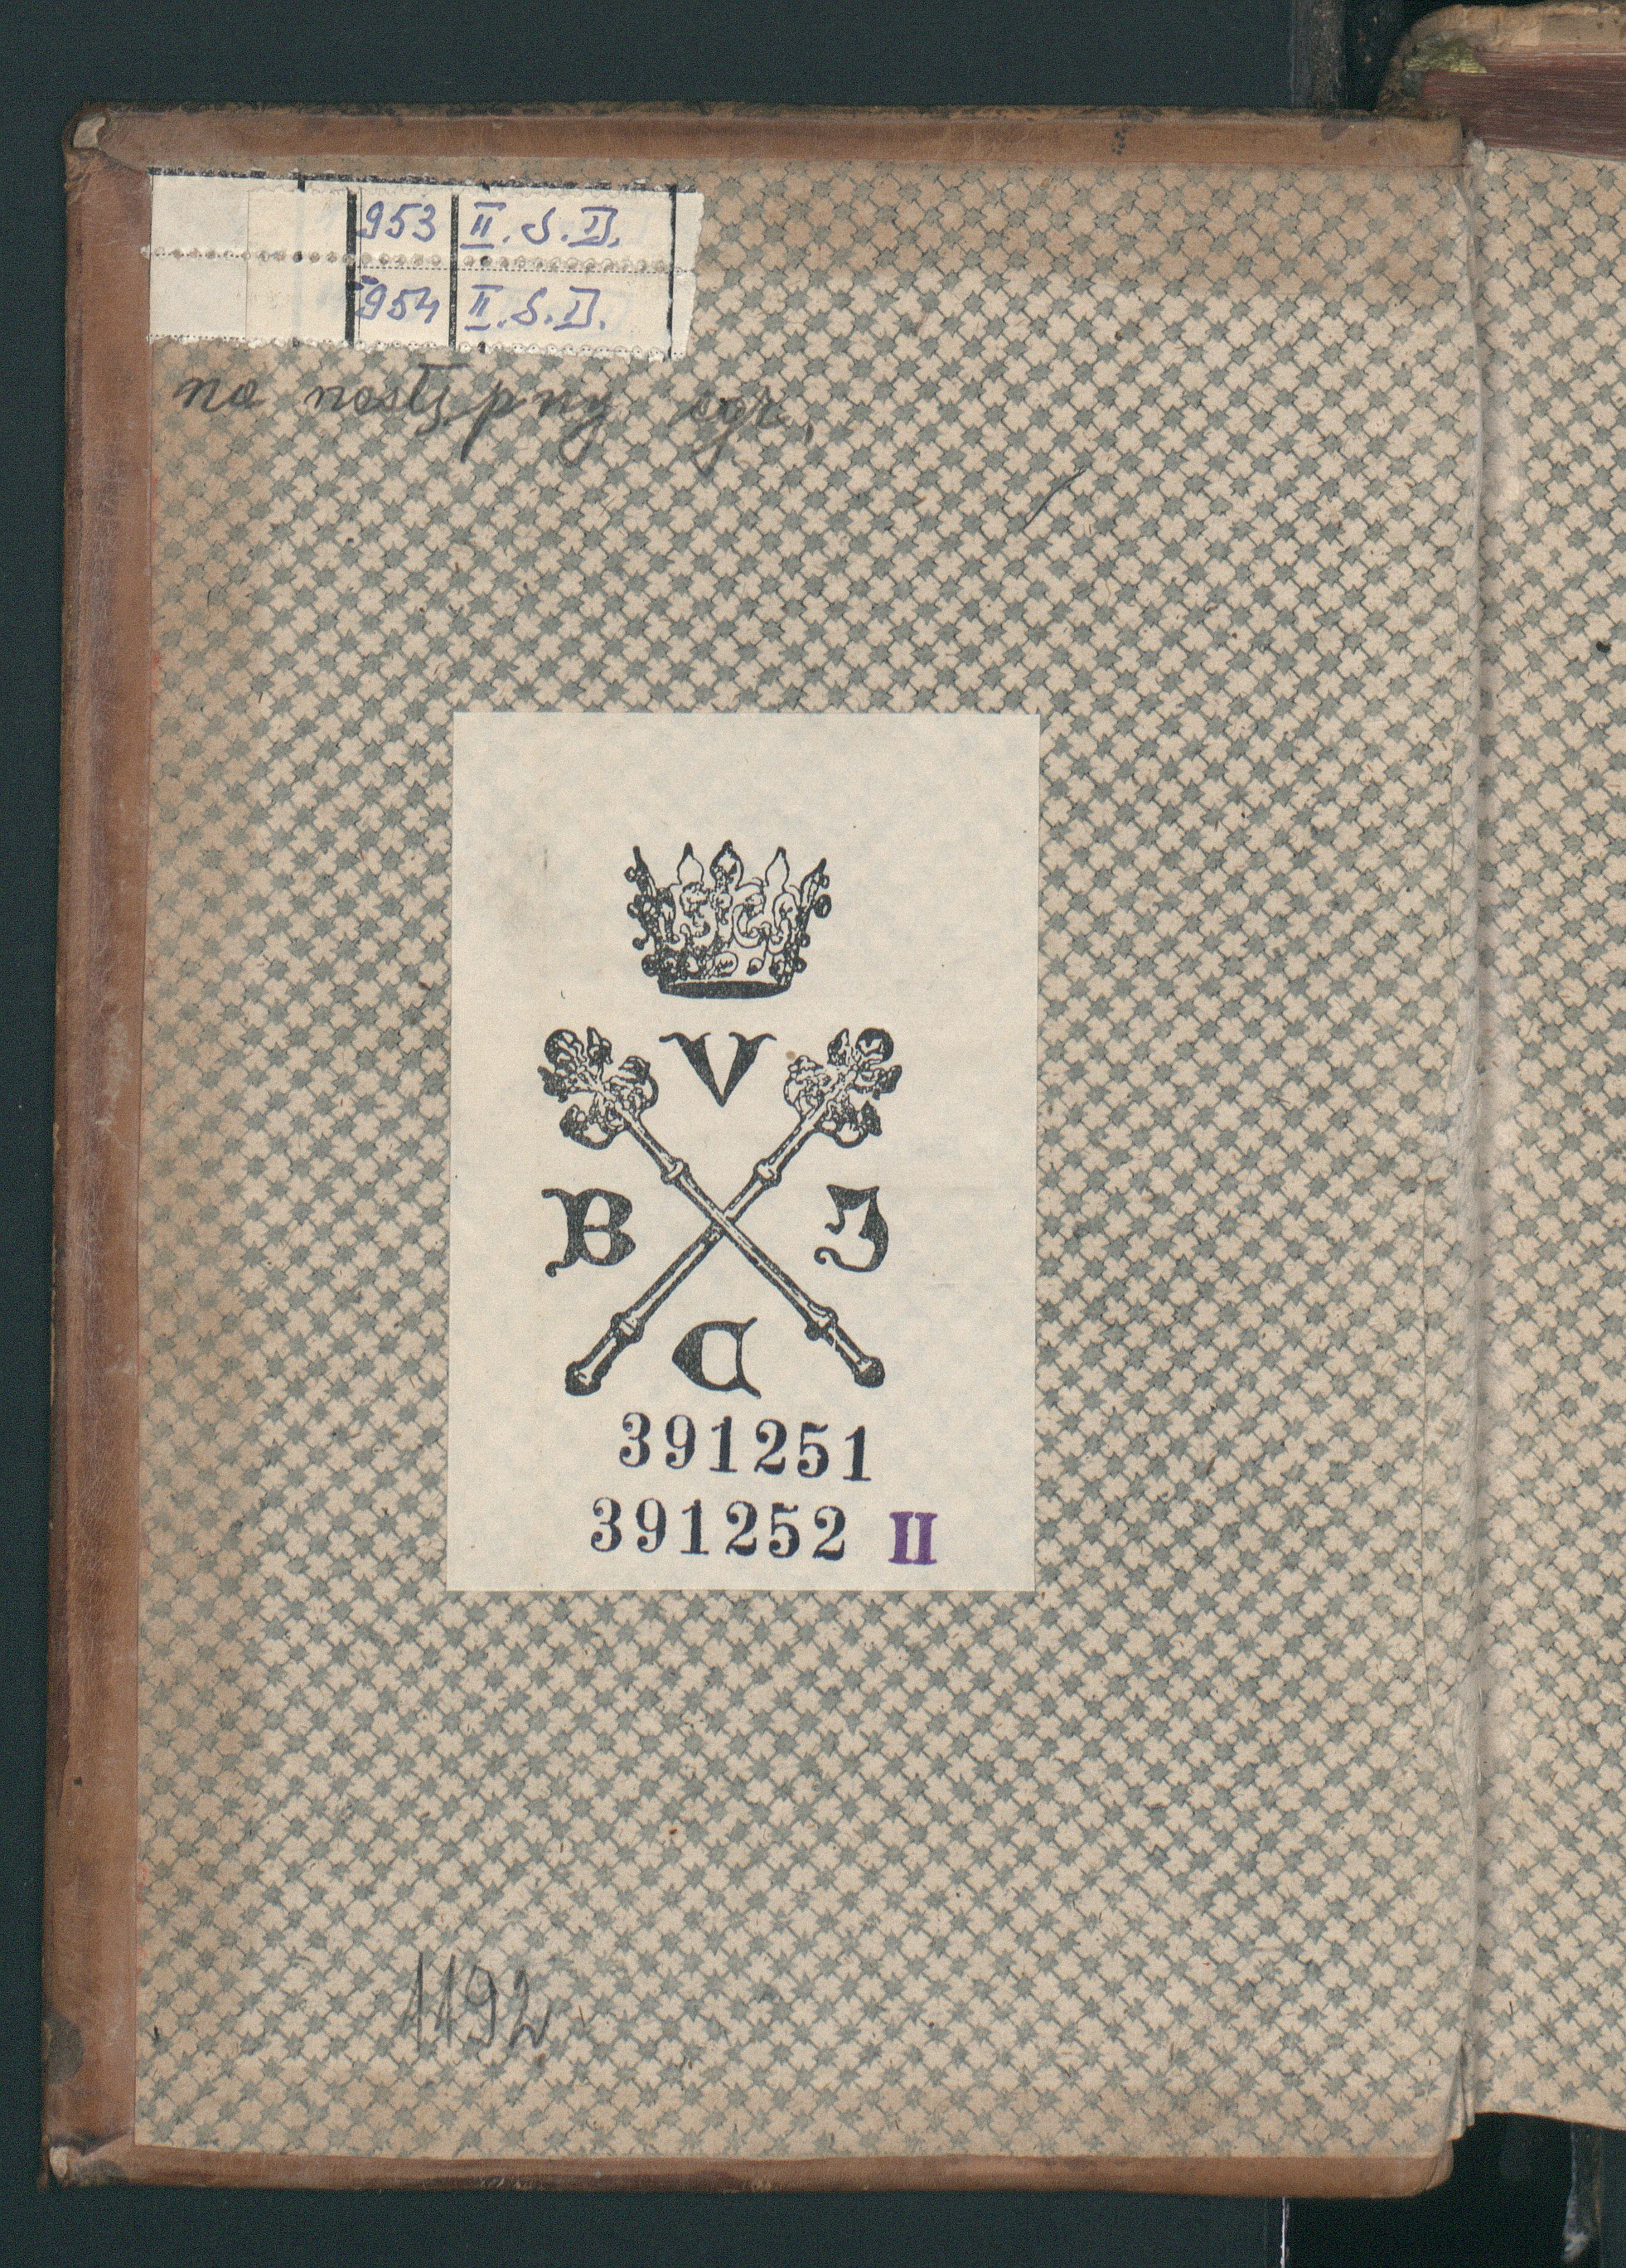 953 II. S. D.
954 II. S. D.
na następny egz.
V
B J
C
391251
391252 II
1192